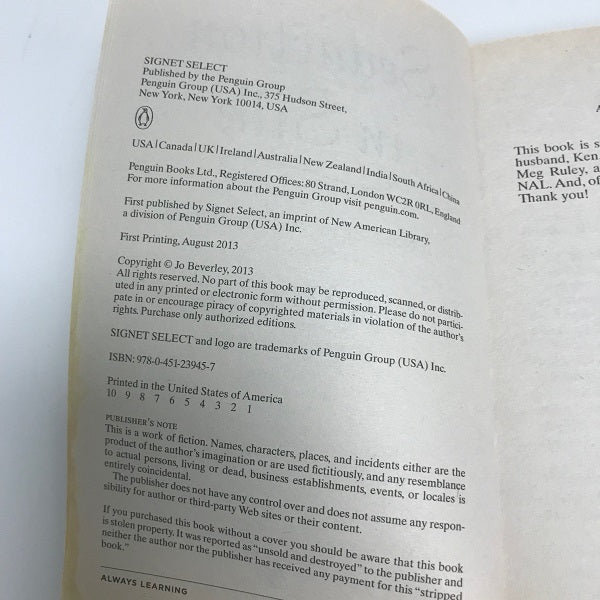 SIGNET SELECT
Published by the Penguin Group
Penguin Group (USA) Inc., 375 Hudson Street,
New York, New York 10014, USA
USA|Canada|UK|Ireland|Australia|New Zealand|India|South Africa|China
Penguin Books Ltd., Registered Offices: 80 Strand, London WC2R 0RL, England
For more information about the Penguin Group visit penguin.com.
First published by Signet Select, an imprint of New American Library,
a division of Penguin Group (USA) Inc.
First Printing, August 2013
Copyright © Jo Beverley, 2013
All rights reserved. No part of this book may be reproduced, scanned, or distrib-
uted in any printed or electronic form without permission. Please do not partici-
pate in or encourage piracy of copyrighted materials in violation of the author's
rights. Purchase only authorized editions.
SIGNET SELECT and logo are trademarks of Penguin Group (USA) Inc.
ISBN: 978-0-451-23945-7
Printed in the United States of America
10 9 8 7 6 5 4 3 2 1
PUBLISHER'S NOTE
This is a work of fiction. Names, characters, places, and incidents either are the
product of the author's imagination or are used fictitiously, and any resemblance
to actual persons, living or dead, business establishments, events, or locales is
entirely coincidental.
The publisher does not have any control over and does not assume any respon-
sibility for author or third-party Web sites or their content.
If you purchased this book without a cover you should be aware that this book
is stolen property. It was reported as "unsold and destroyed" to the publisher and
neither the author nor the publisher has received any payment for this "stripped
book."
ALWAYS LEARNING
A
This book is s
husband, Ken,
Meg Ruley, a
NAL. And, of
Thank you!